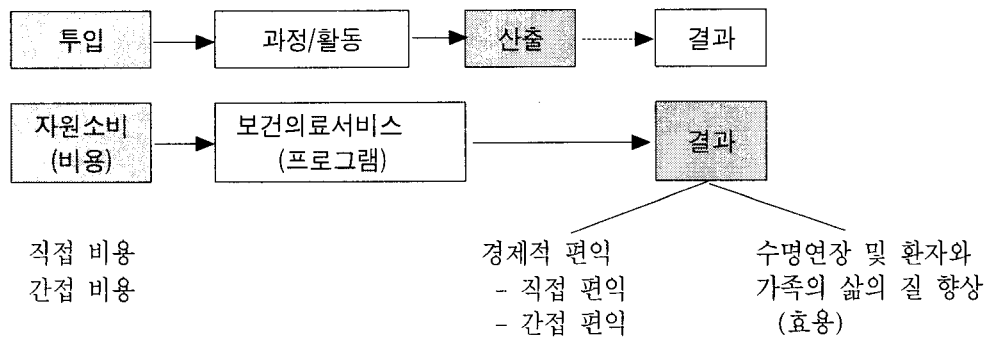 투입 과정/활동 산출 결과
자원소비 보건의료서비스 결과
(비용) (프로그램)
직접 비용 경제적 편익 수명연장 및 환자와
간접 비용 - 직접 편익 가족의 삶의 질 향상
- 간접 편익 (효용)